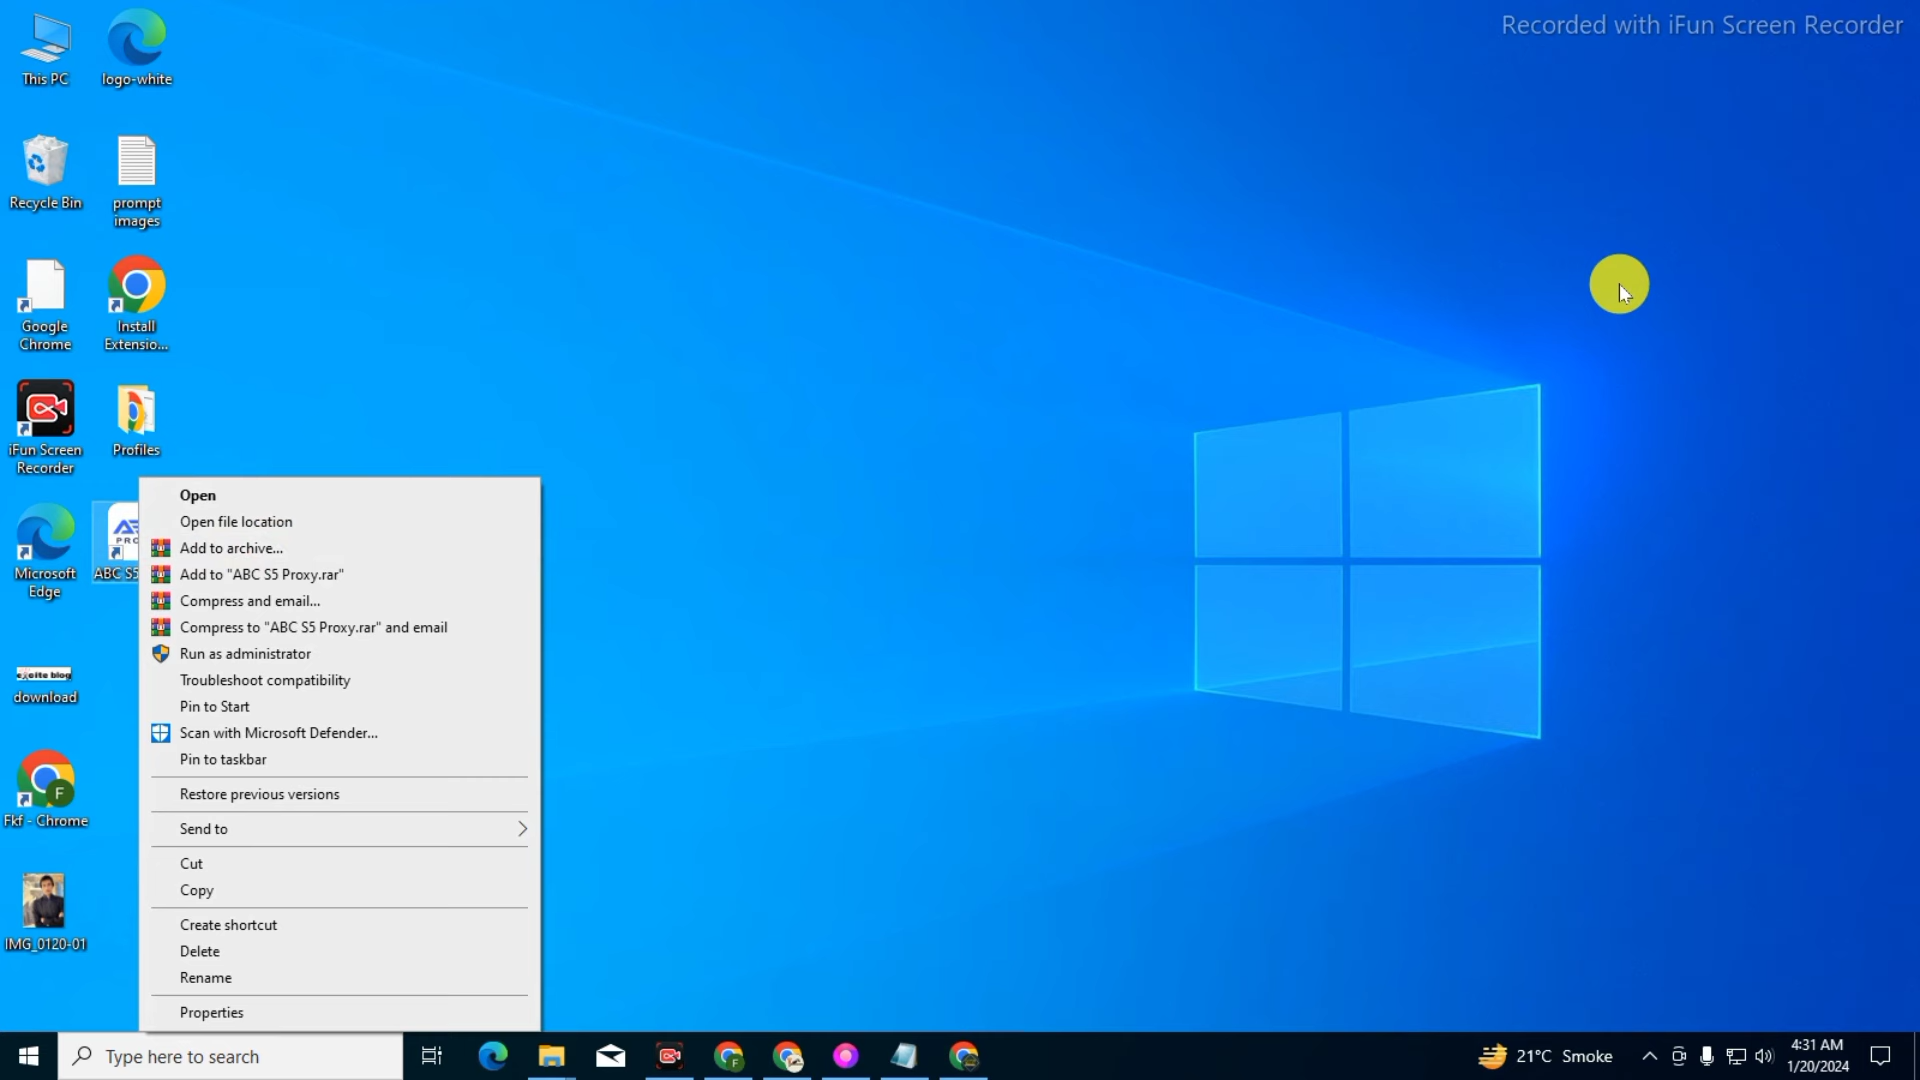 Recorded with iFun Screen Recorder
This PC
logo-white
Recycle Bin
prompt
images
Google
Chrome
Install
Extensio...
iFun Screen
Recorder
Profiles
Microsoft
Edge
ABC S5
PRO
download
Fkf - Chrome
F
IMG_0120-01
Open
Open file location
Add to archive...
Add to "ABC S5 Proxy.rar"
Compress and email...
Compress to "ABC S5 Proxy.rar" and email
Run as administrator
Troubleshoot compatibility
Pin to Start
Scan with Microsoft Defender...
Pin to taskbar
Restore previous versions
Send to
Cut
Copy
Create shortcut
Delete
Rename
Properties
Type here to search
F
21°C Smoke
4:31 AM
1/20/2024